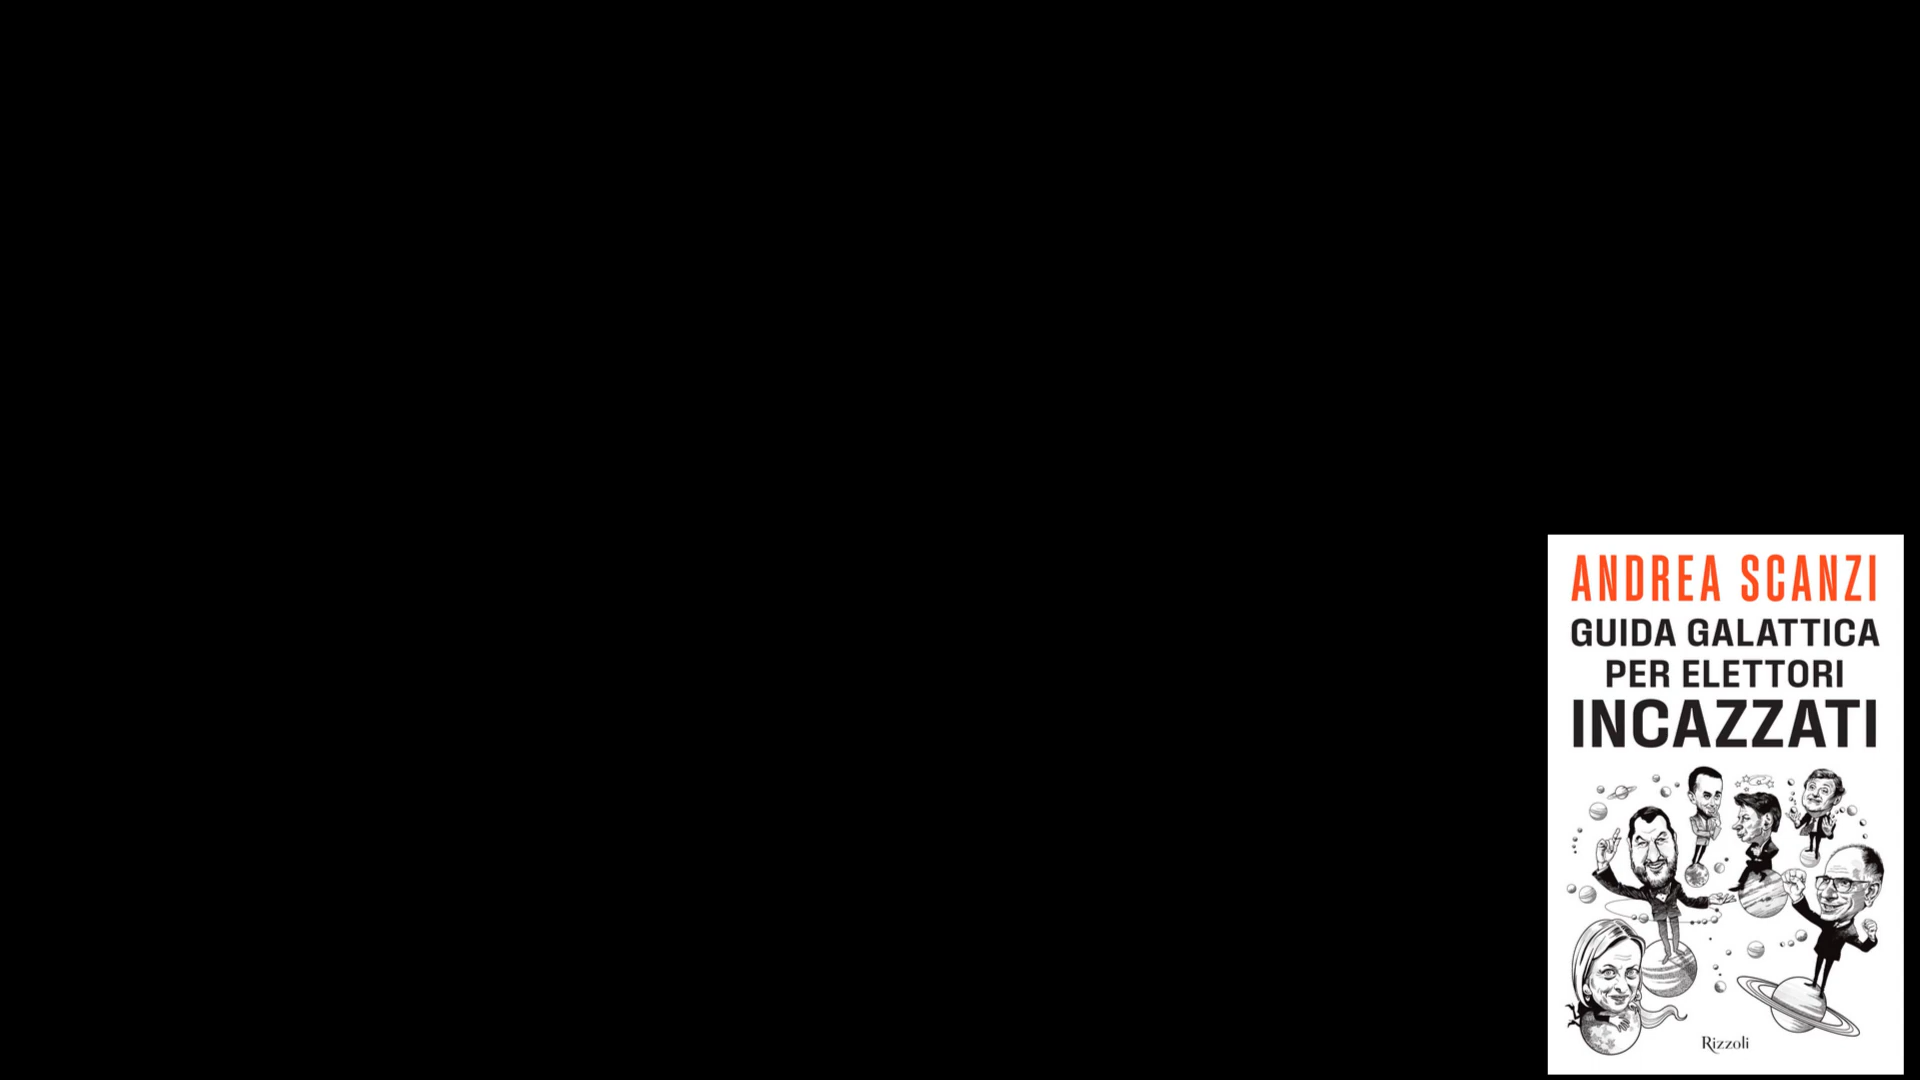 ANDREA SCANZI
GUIDA GALATTICA
PER ELETTORI
INCAZZATI
Rizzoli